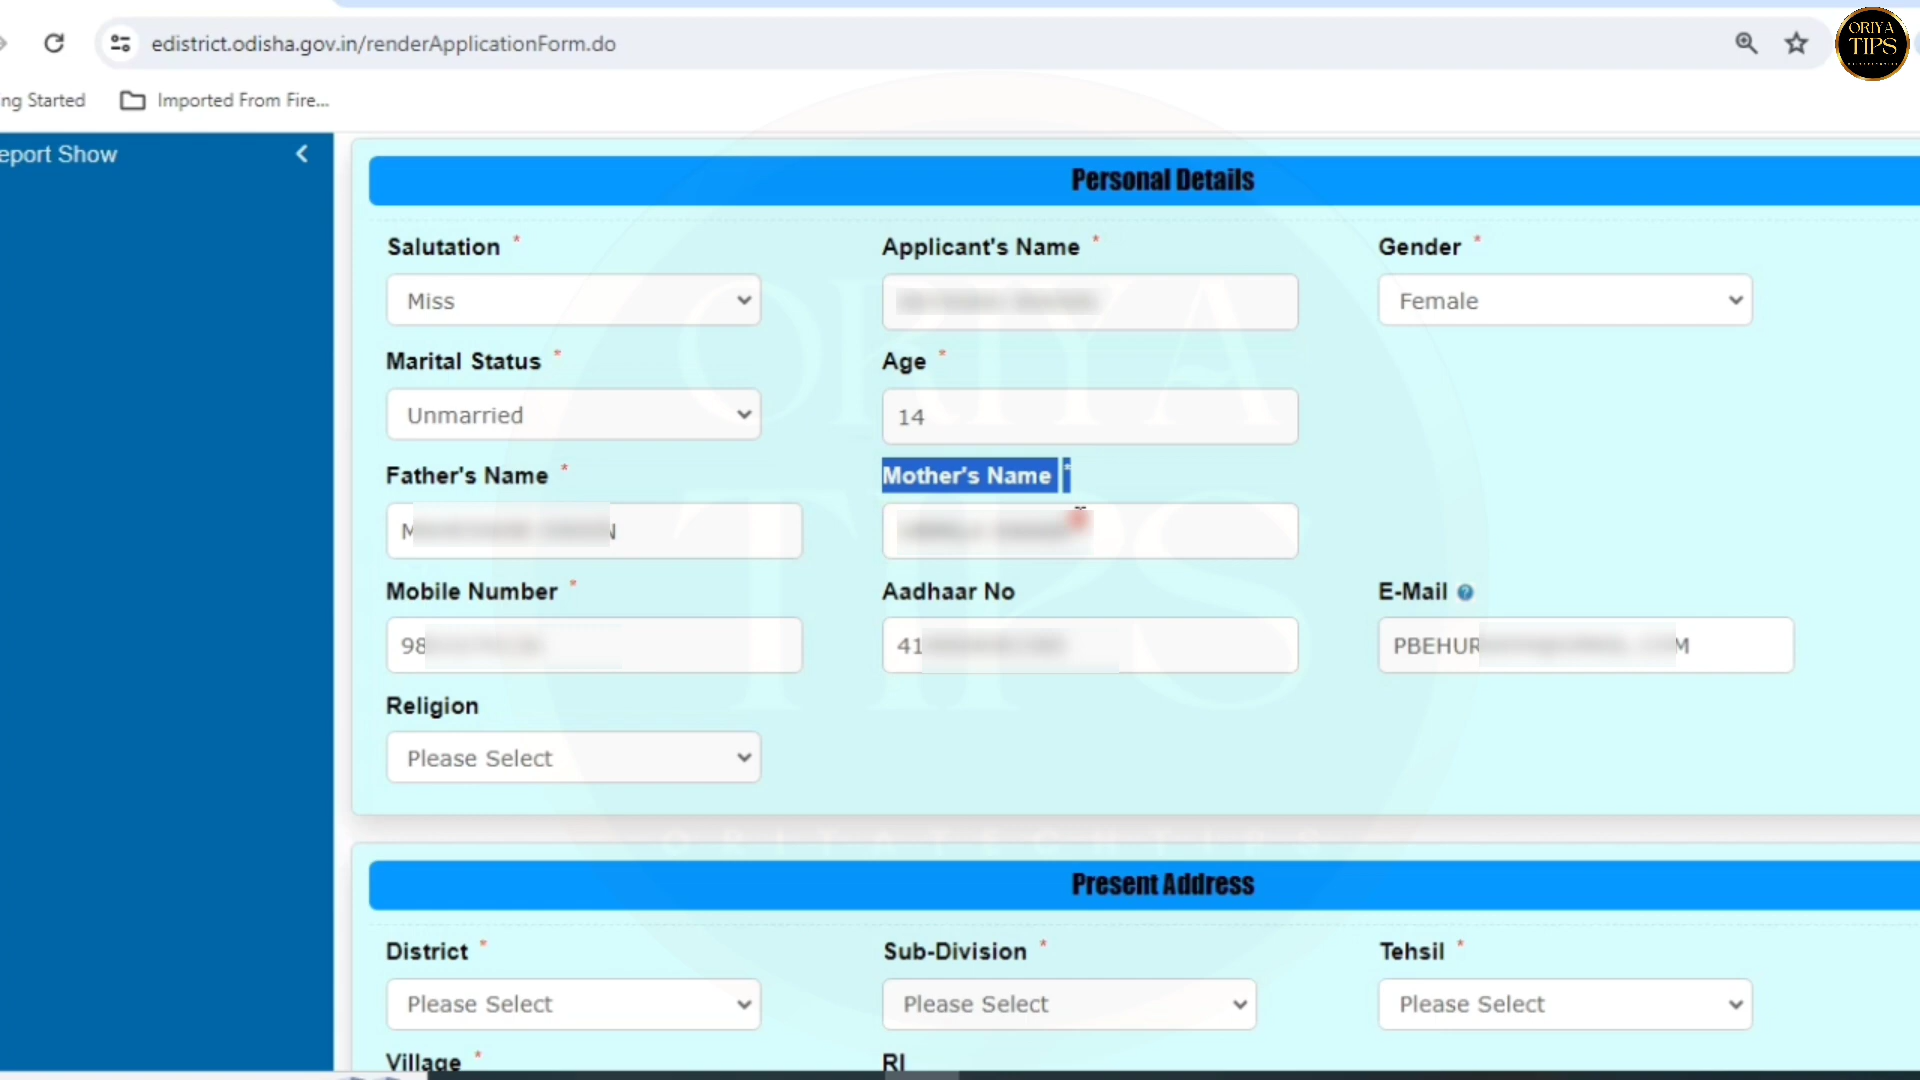 ORIYA
TIPS
edistrict.odisha.gov.in/renderApplicationForm.do
ng Started
Imported From Fire...
eport Show
Personal Details
Salutation *
Applicant's Name *
Gender *
Miss
Female
Marital Status *
Age *
Unmarried
14
Father's Name *
Mother's Name *
M
N
Mobile Number *
Aadhaar No
E-Mail ?
98
41
PBEHUR
M
Religion
Please Select
ORIYA
TIPS
Present Address
District *
Sub-Division *
Tehsil *
Please Select
Please Select
Please Select
Village *
RI